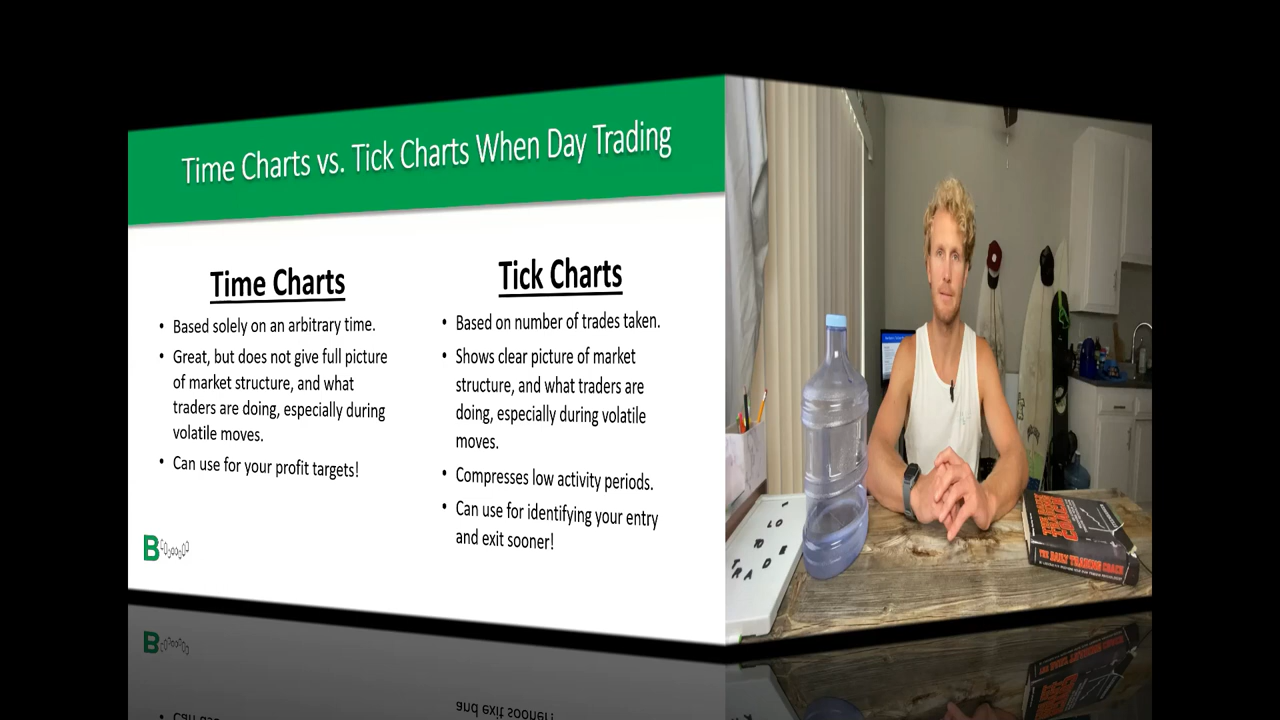 Time Charts vs. Tick Charts When Day Trading
Time Charts
• Based solely on an arbitrary time.
• Great, but does not give full picture
of market structure, and what
traders are doing, especially during
volatile moves.
• Can use for your profit targets!
Tick Charts
• Based on number of trades taken.
• Shows clear picture of market
structure, and what traders are
doing, especially during volatile
moves.
• Compresses low activity periods.
• Can use for identifying your entry
and exit sooner!
B
THE DAILY TRADING COACH